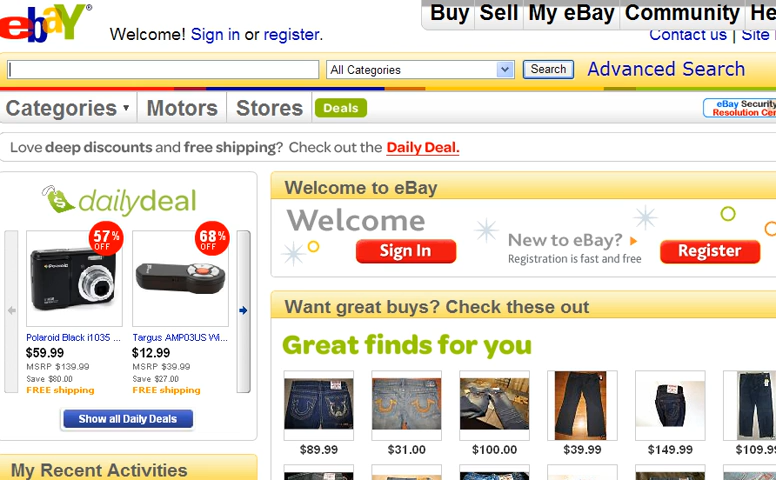 ebaY®
Buy Sell My eBay Community He
Welcome! Sign in or register.
Contact us | Site
All Categories
Search
Advanced Search
Categories
Motors
Stores
Deals
eBay Security
Resolution Cen
Love deep discounts and free shipping? Check out the Daily Deal.
dailydeal
57% OFF
68% OFF
Polaroid Black i1035 ...
$59.99
MSRP $139.99
Save $80.00
FREE shipping
Targus AMP03US Wi...
$12.99
MSRP $39.99
Save $27.00
FREE shipping
Show all Daily Deals
My Recent Activities
Welcome to eBay
Welcome
Sign In
New to eBay?
Registration is fast and free
Register
Want great buys? Check these out
Great finds for you
$89.99
$31.00
$100.00
$39.99
$149.99
$109.99